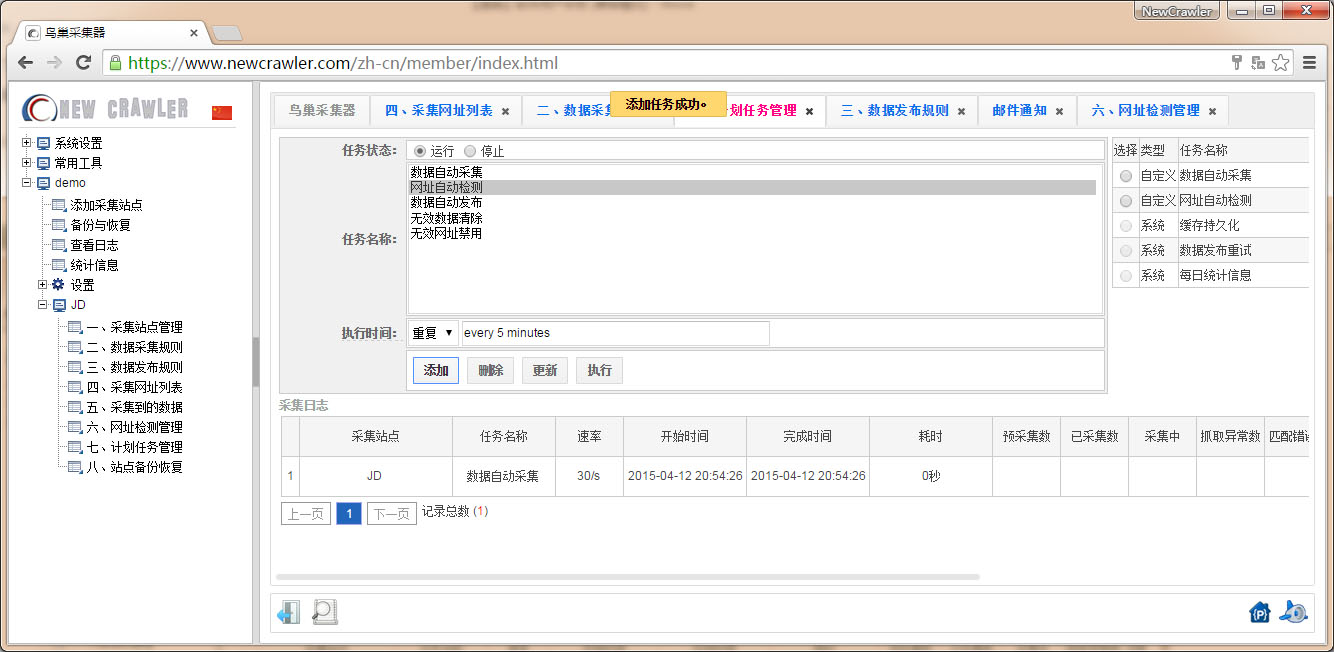 NewCrawler
鸟巢采集器
https://www.newcrawler.com/zh-cn/member/index.html
NEW CRAWLER
系统设置
常用工具
demo
添加采集站点
备份与恢复
查看日志
统计信息
设置
JD
一、采集站点管理
二、数据采集规则
三、数据发布规则
四、采集网址列表
五、采集到的数据
六、网址检测管理
七、计划任务管理
八、站点备份恢复
鸟巢采集器 四、采集网址列表 二、数据采集 划任务管理 三、数据发布规则 邮件通知 六、网址检测管理
添加任务成功。
任务状态: 运行 停止
任务名称:
数据自动采集
网址自动检测
数据自动发布
无效数据清除
无效网址禁用
执行时间: 重复 every 5 minutes
添加 删除 更新 执行
选择 类型 任务名称
自定义 数据自动采集
自定义 网址自动检测
系统 缓存持久化
系统 数据发布重试
系统 每日统计信息
采集日志
采集站点 任务名称 速率 开始时间 完成时间 耗时 预采集数 已采集数 采集中 抓取异常数 匹配错
1 JD 数据自动采集 30/s 2015-04-12 20:54:26 2015-04-12 20:54:26 0秒
上一页 1 下一页 记录总数 (1)